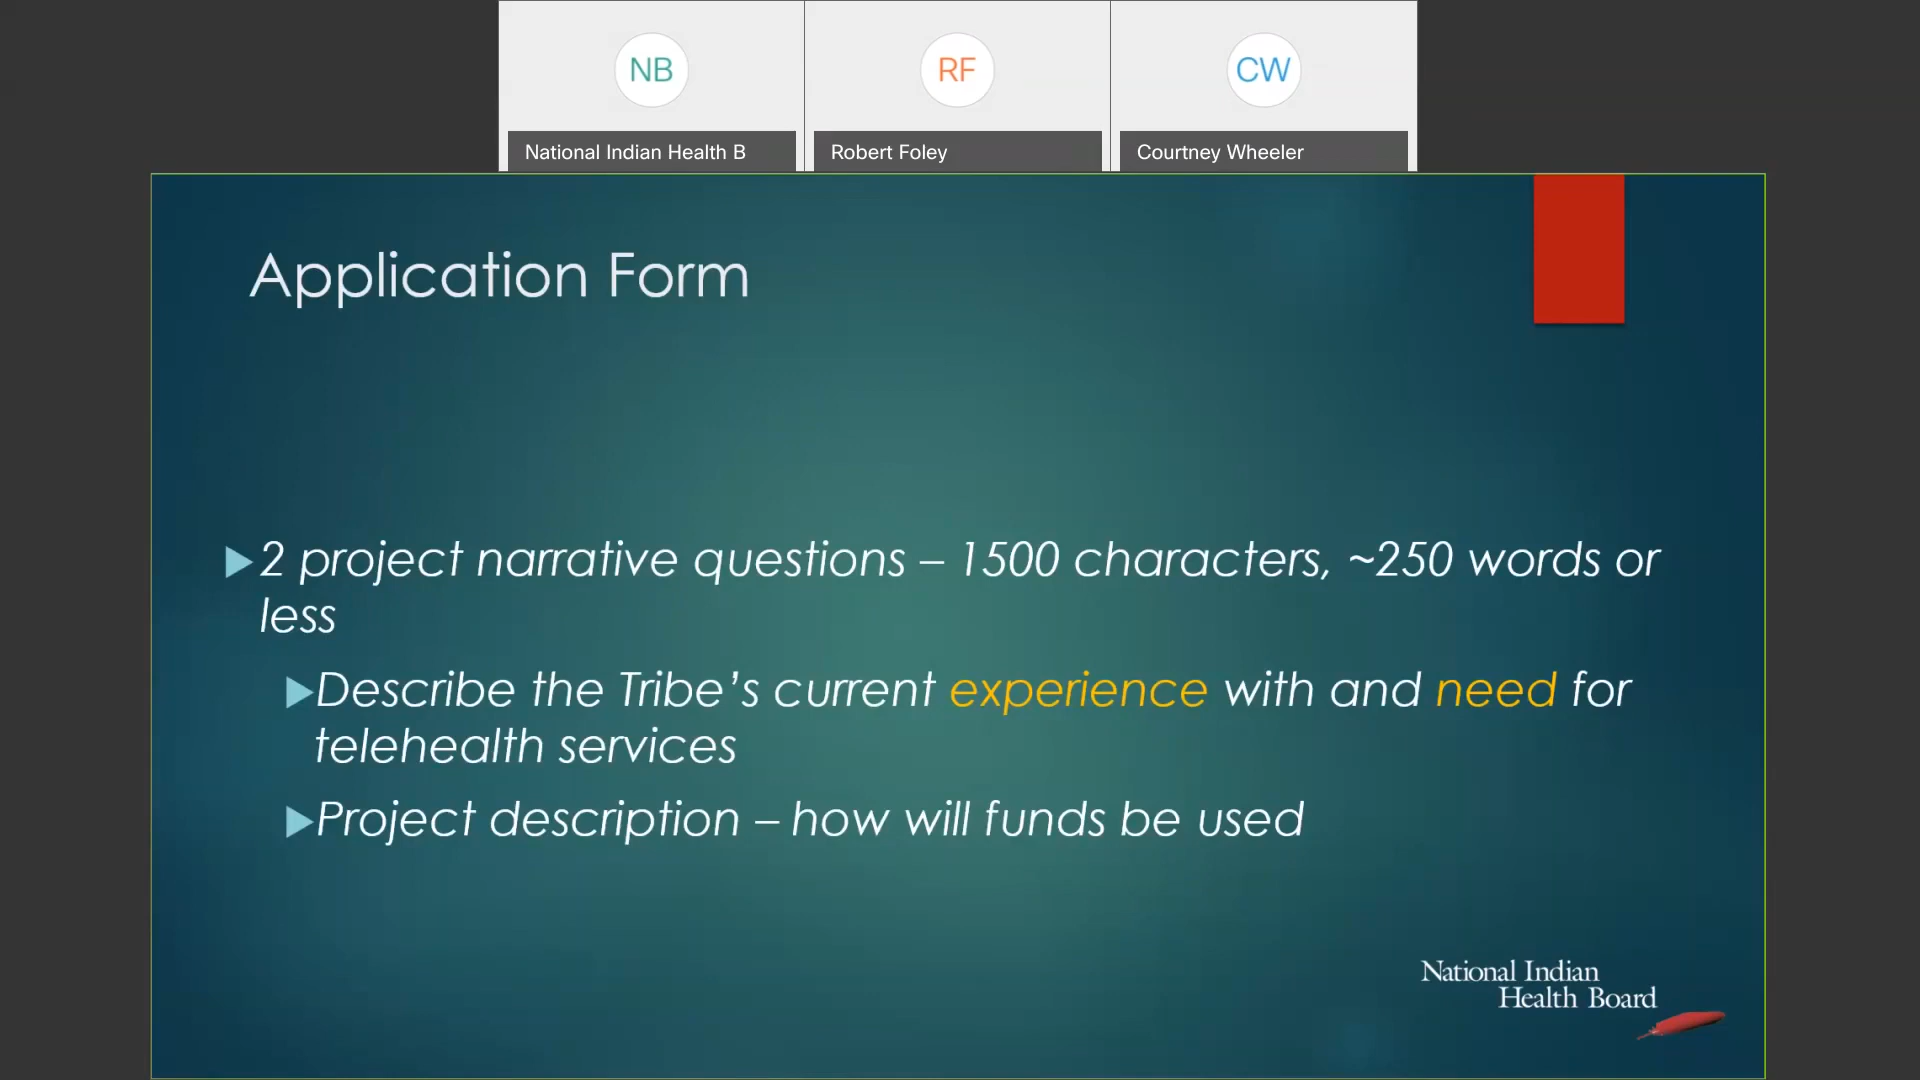 NB
RF
CW
National Indian Health B
Robert Foley
Courtney Wheeler
Application Form
2 project narrative questions – 1500 characters, ~250 words or
less
Describe the Tribe’s current experience with and need for
telehealth services
Project description – how will funds be used
National Indian
Health Board